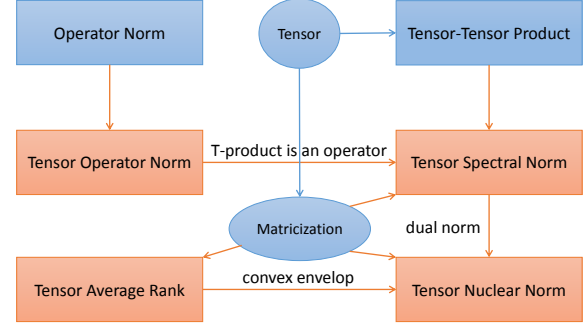 Operator Norm
Tensor
Tensor-Tensor Product
T-product is an operator
Tensor Operator Norm
Tensor Spectral Norm
Matricization
dual norm
convex envelop
Tensor Average Rank
Tensor Nuclear Norm